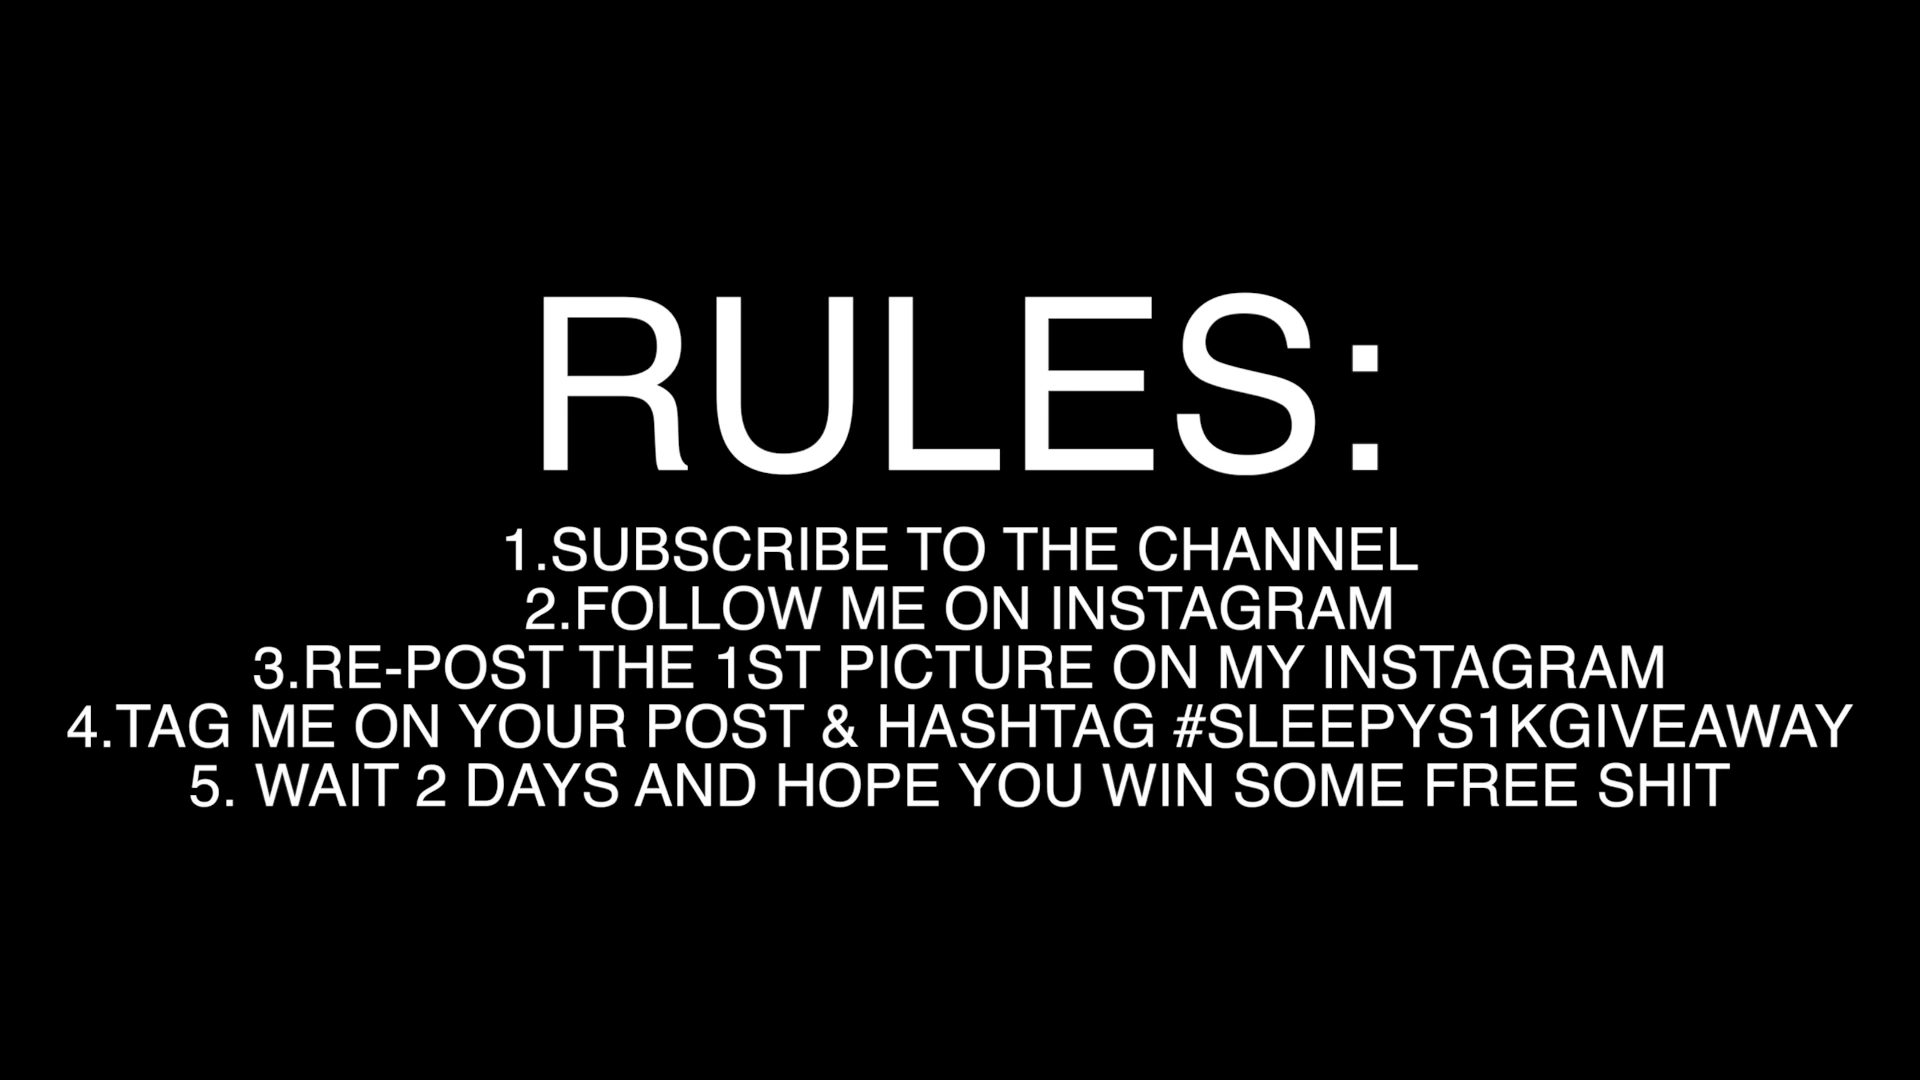 RULES:
1.SUBSCRIBE TO THE CHANNEL
2.FOLLOW ME ON INSTAGRAM
3.RE-POST THE 1ST PICTURE ON MY INSTAGRAM
4.TAG ME ON YOUR POST & HASHTAG #SLEEPYS1KGIVEAWAY
5. WAIT 2 DAYS AND HOPE YOU WIN SOME FREE SHIT